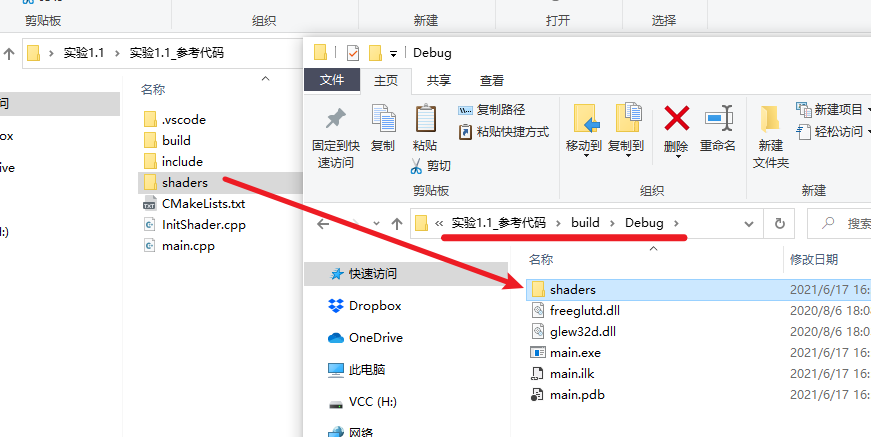 剪贴板 组织 新建 打开 选择
实验1.1 › 实验1.1_参考代码
问
ox
ive
:)
名称
.vscode
build
include
shaders
CMakeLists.txt
InitShader.cpp
main.cpp
Debug
文件 主页 共享 查看
固定到快
速访问
复制
粘贴
复制路径
粘贴快捷方式
剪切
剪贴板
移动到 复制到 删除 重命名
组织
新建
文件夹
新建项目
轻松访问
新建
« 实验1.1_参考代码 › build › Debug ›
搜索
快速访问
Dropbox
OneDrive
此电脑
VCC (H:)
网络
名称 修改日期
shaders 2021/6/17 16:
freeglutd.dll 2020/8/6 18:0
glew32d.dll 2020/8/6 18:0
main.exe 2021/6/17 16:
main.ilk 2021/6/17 16:
main.pdb 2021/6/17 16: